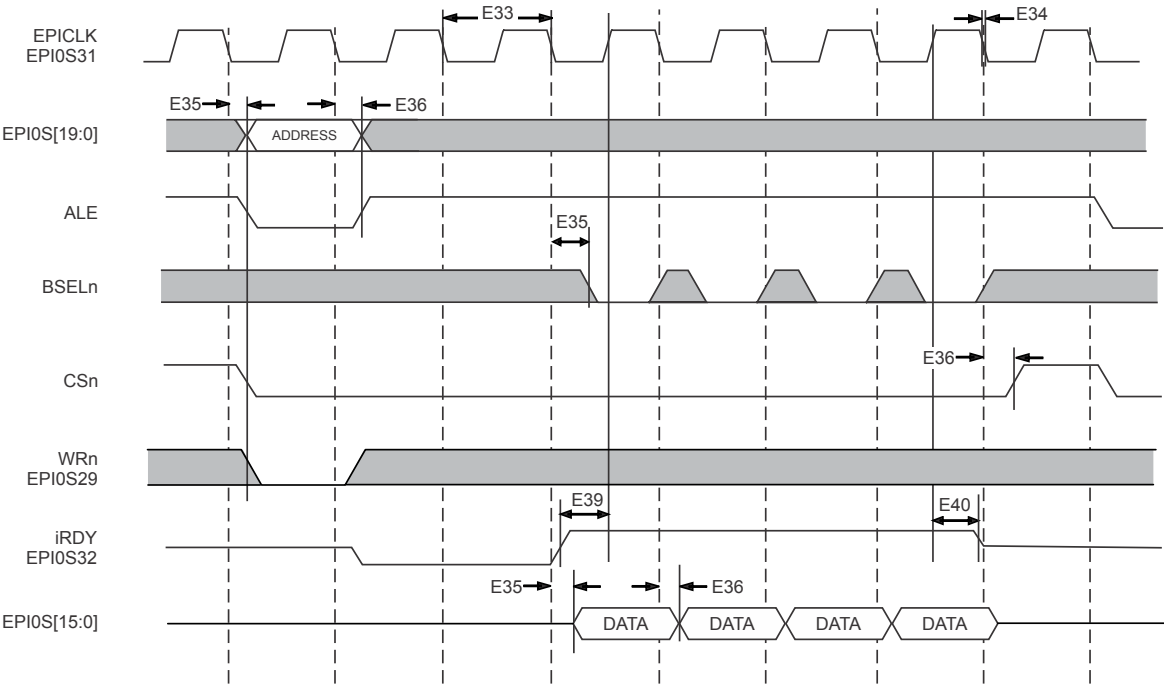 E33
E34
EPICLK
EPI0S31
E35
E36
EPI0S[19:0]
ADDRESS
ALE
E35
BSELn
E36
CSn
WRn
EPI0S29
E39
E40
iRDY
EPI0S32
E35
E36
EPI0S[15:0]
DATA DATA DATA DATA